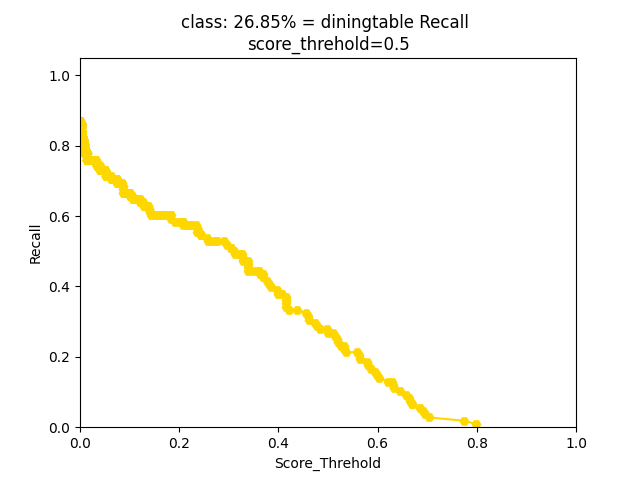 class: 26.85% = diningtable Recall
score_threhold=0.5
1.0
0.8
0.6
0.4
0.2
0.0
Recall
0.0 0.2 0.4 0.6 0.8 1.0
Score_Threhold